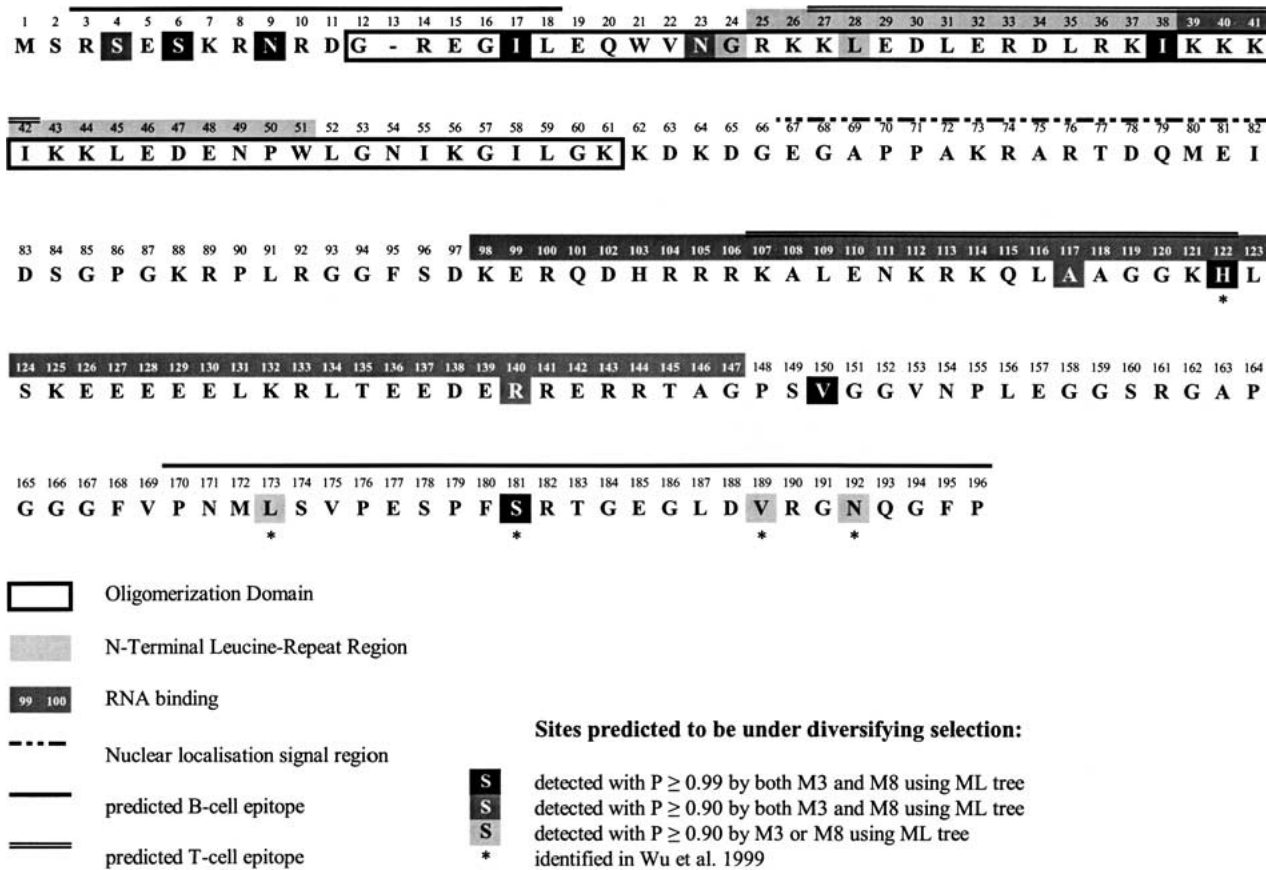 1 2 3 4 5 6 7 8 9 10 11 12 13 14 15 16 17 18 19 20 21 22 23 24 25 26 27 28 29 30 31 32 33 34 35 36 37 38 39 40 41
M S R S E S K R N R D G - R E G I L E Q W V N G R K K L E D L E R D L R K I K K K
42 43 44 45 46 47 48 49 50 51 52 53 54 55 56 57 58 59 60 61 62 63 64 65 66 67 68 69 70 71 72 73 74 75 76 77 78 79 80 81 82
I K K L E D E N P W L G N I K G I L G K K D K D G E G A P P A K R A R T D Q M E I
83 84 85 86 87 88 89 90 91 92 93 94 95 96 97 98 99 100 101 102 103 104 105 106 107 108 109 110 111 112 113 114 115 116 117 118 119 120 121 122 123
D S G P G K R P L R G G F S D K E R Q D H R R R K A L E N K R K Q L A A G G K H L
*
124 125 126 127 128 129 130 131 132 133 134 135 136 137 138 139 140 141 142 143 144 145 146 147 148 149 150 151 152 153 154 155 156 157 158 159 160 161 162 163 164
S K E E E E E L K R L T E E D E R R E R R T A G P S V G G V N P L E G G S R G A P
165 166 167 168 169 170 171 172 173 174 175 176 177 178 179 180 181 182 183 184 185 186 187 188 189 190 191 192 193 194 195 196
G G G F V P N M L S V P E S P F S R T G E G L D V R G N Q G F P
* * * *
Oligomerization Domain
N-Terminal Leucine-Repeat Region
99 100 RNA binding
Nuclear localisation signal region
predicted B-cell epitope
predicted T-cell epitope
Sites predicted to be under diversifying selection:
S detected with P ≥ 0.99 by both M3 and M8 using ML tree
S detected with P ≥ 0.90 by both M3 and M8 using ML tree
S detected with P ≥ 0.90 by M3 or M8 using ML tree
* identified in Wu et al. 1999